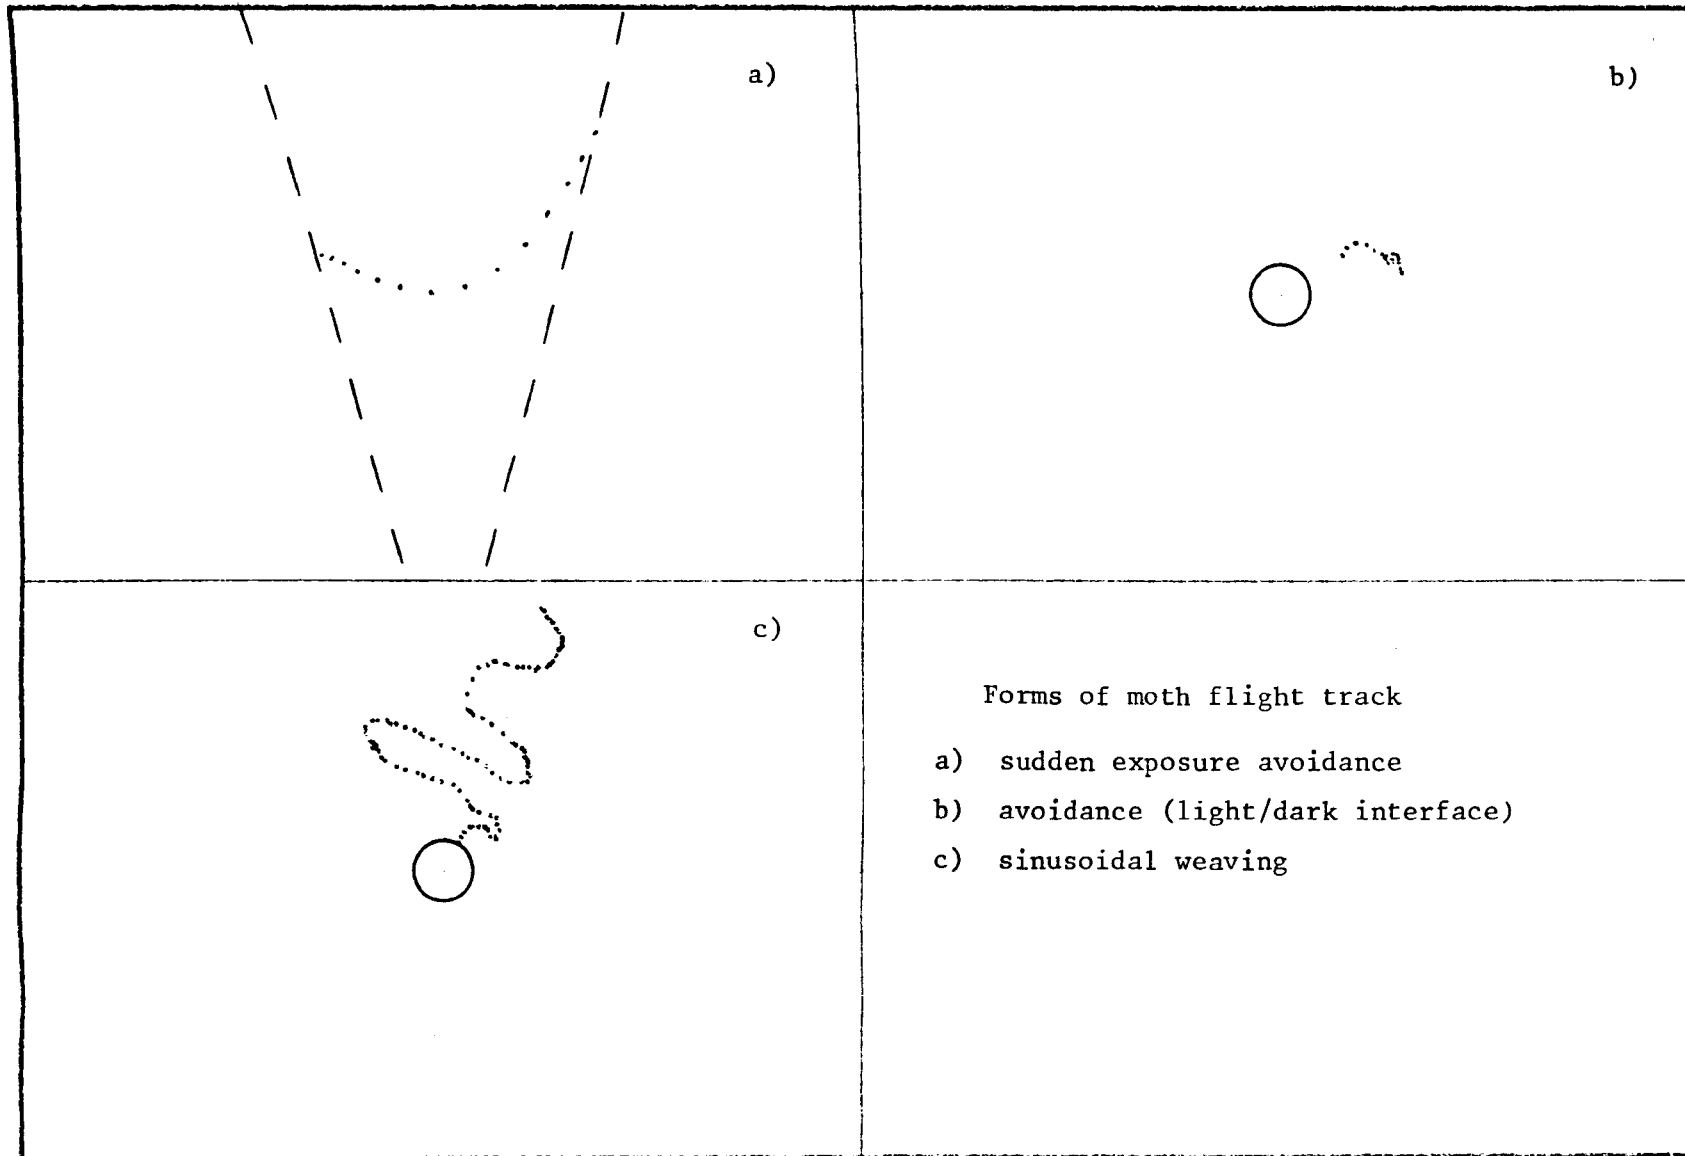 a)
b)
c)
Forms of moth flight track
a) sudden exposure avoidance
b) avoidance (light/dark interface)
c) sinusoidal weaving